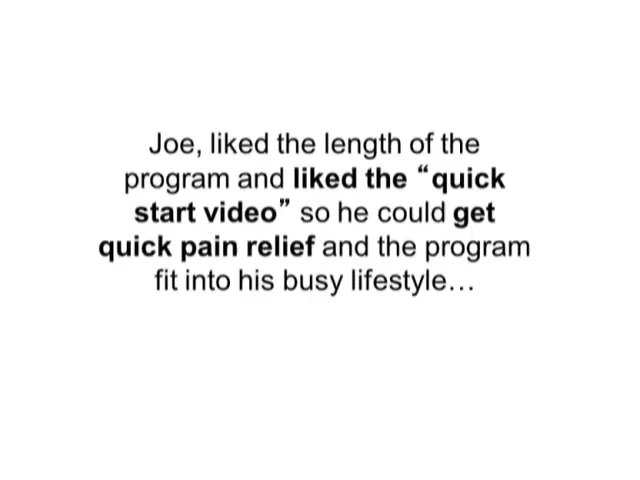 Joe, liked the length of the
program and liked the “quick
start video” so he could get
quick pain relief and the program
fit into his busy lifestyle…